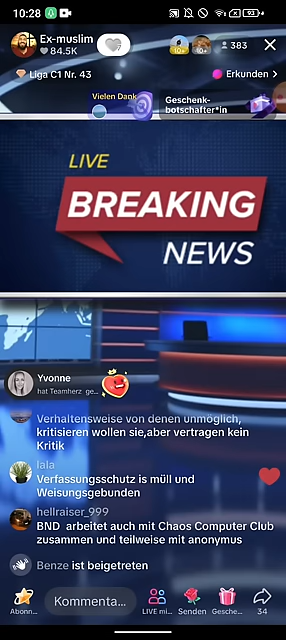 10:28
93
Ex-muslim
84.5K
10+
10+
383
Liga C1 Nr. 43
Erkunden >
Vielen Dank
Geschenk-
botschafter*in
LIVE
BREAKING
NEWS
Yvonne
hat Teamherz ge...
Verhaltensweise von denen unmöglich,
kritisieren wollen sie,aber vertragen kein
Kritik
lala
Verfassungsschutz is müll und
Weisungsgebunden
hellraiser_999
BND arbeitet auch mit Chaos Computer Club
zusammen und teilweise mit anonymus
Benze ist beigetreten
Kommenta...
Abonn...
LIVE mi...
Senden
Gesche...
34